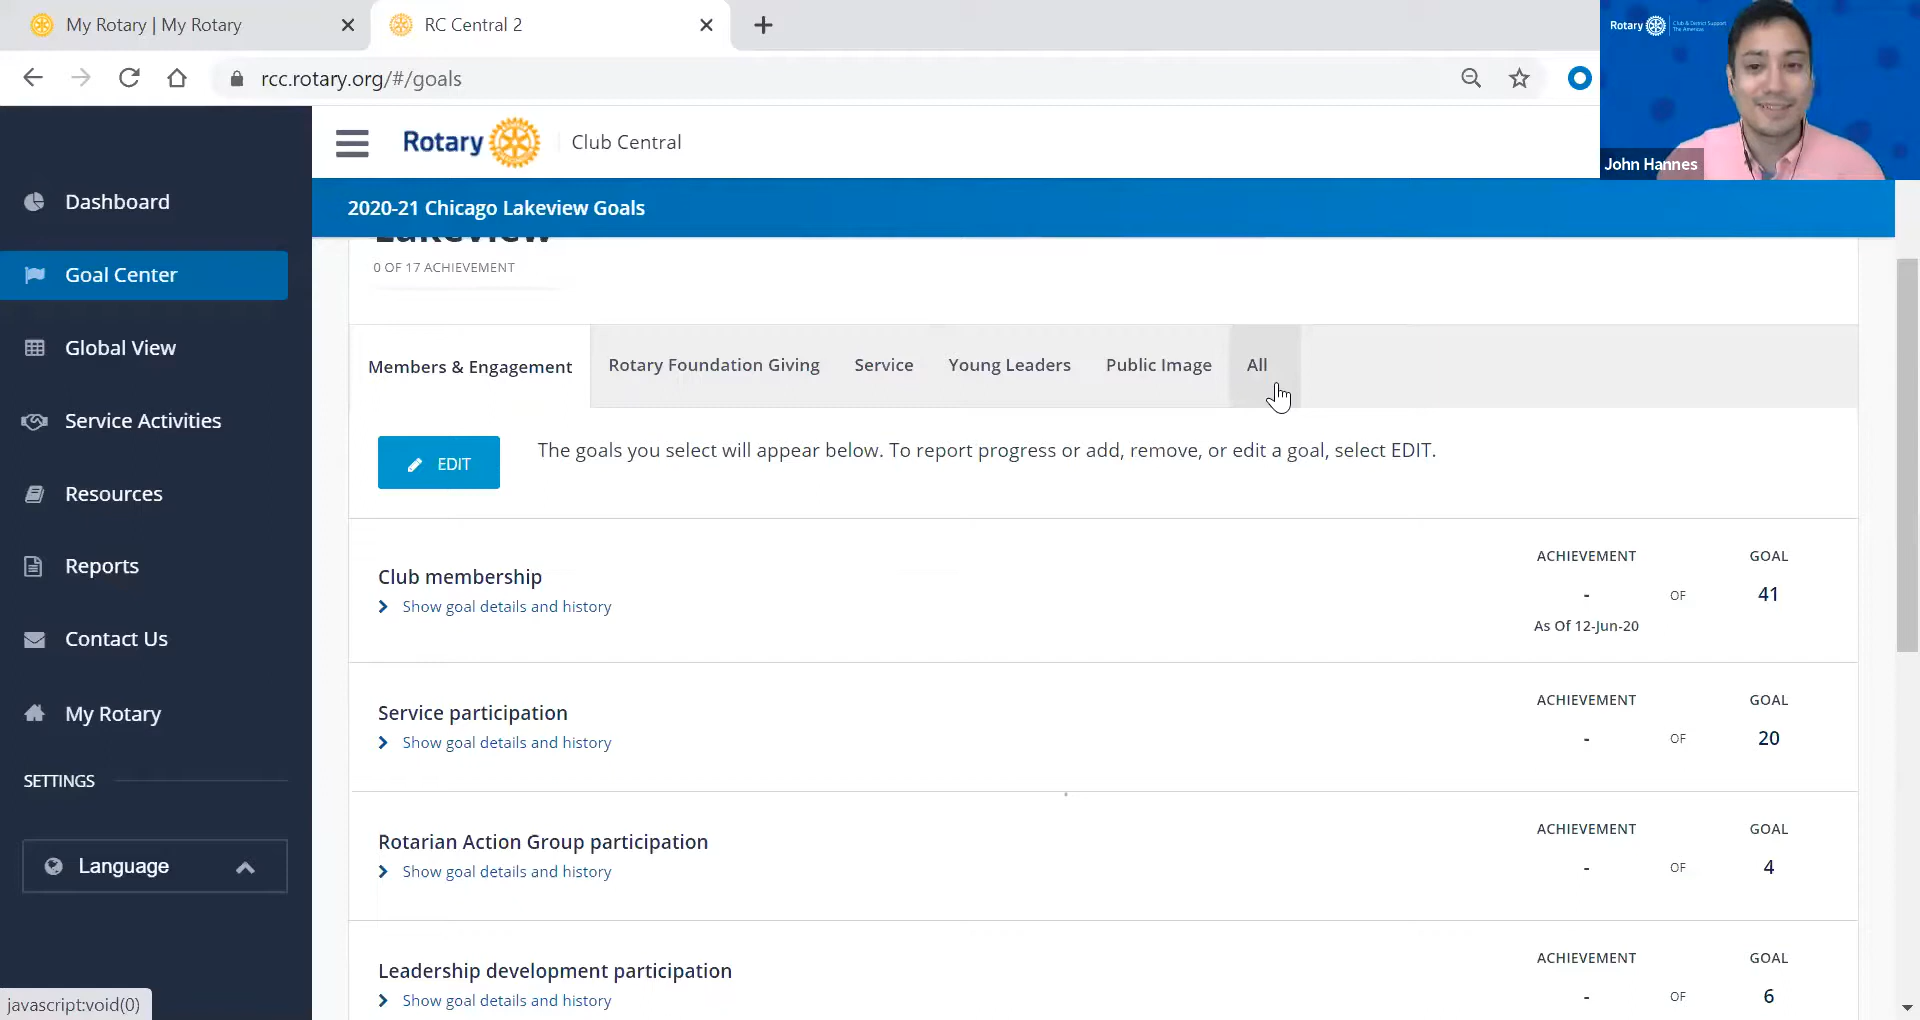 My Rotary | My Rotary
RC Central 2
rcc.rotary.org/#/goals
Rotary
Club & District Support
The Americas
John Hannes
Rotary
Club Central
2020-21 Chicago Lakeview Goals
Lakeview
0 OF 17 ACHIEVEMENT
Dashboard
Goal Center
Global View
Service Activities
Resources
Reports
Contact Us
My Rotary
SETTINGS
Language
Members & Engagement
Rotary Foundation Giving
Service
Young Leaders
Public Image
All
EDIT
The goals you select will appear below. To report progress or add, remove, or edit a goal, select EDIT.
Club membership
Show goal details and history
ACHIEVEMENT
GOAL
- OF 41
As Of 12-Jun-20
Service participation
Show goal details and history
ACHIEVEMENT
GOAL
- OF 20
Rotarian Action Group participation
Show goal details and history
ACHIEVEMENT
GOAL
- OF 4
Leadership development participation
Show goal details and history
ACHIEVEMENT
GOAL
- OF 6
javascript:void(0)